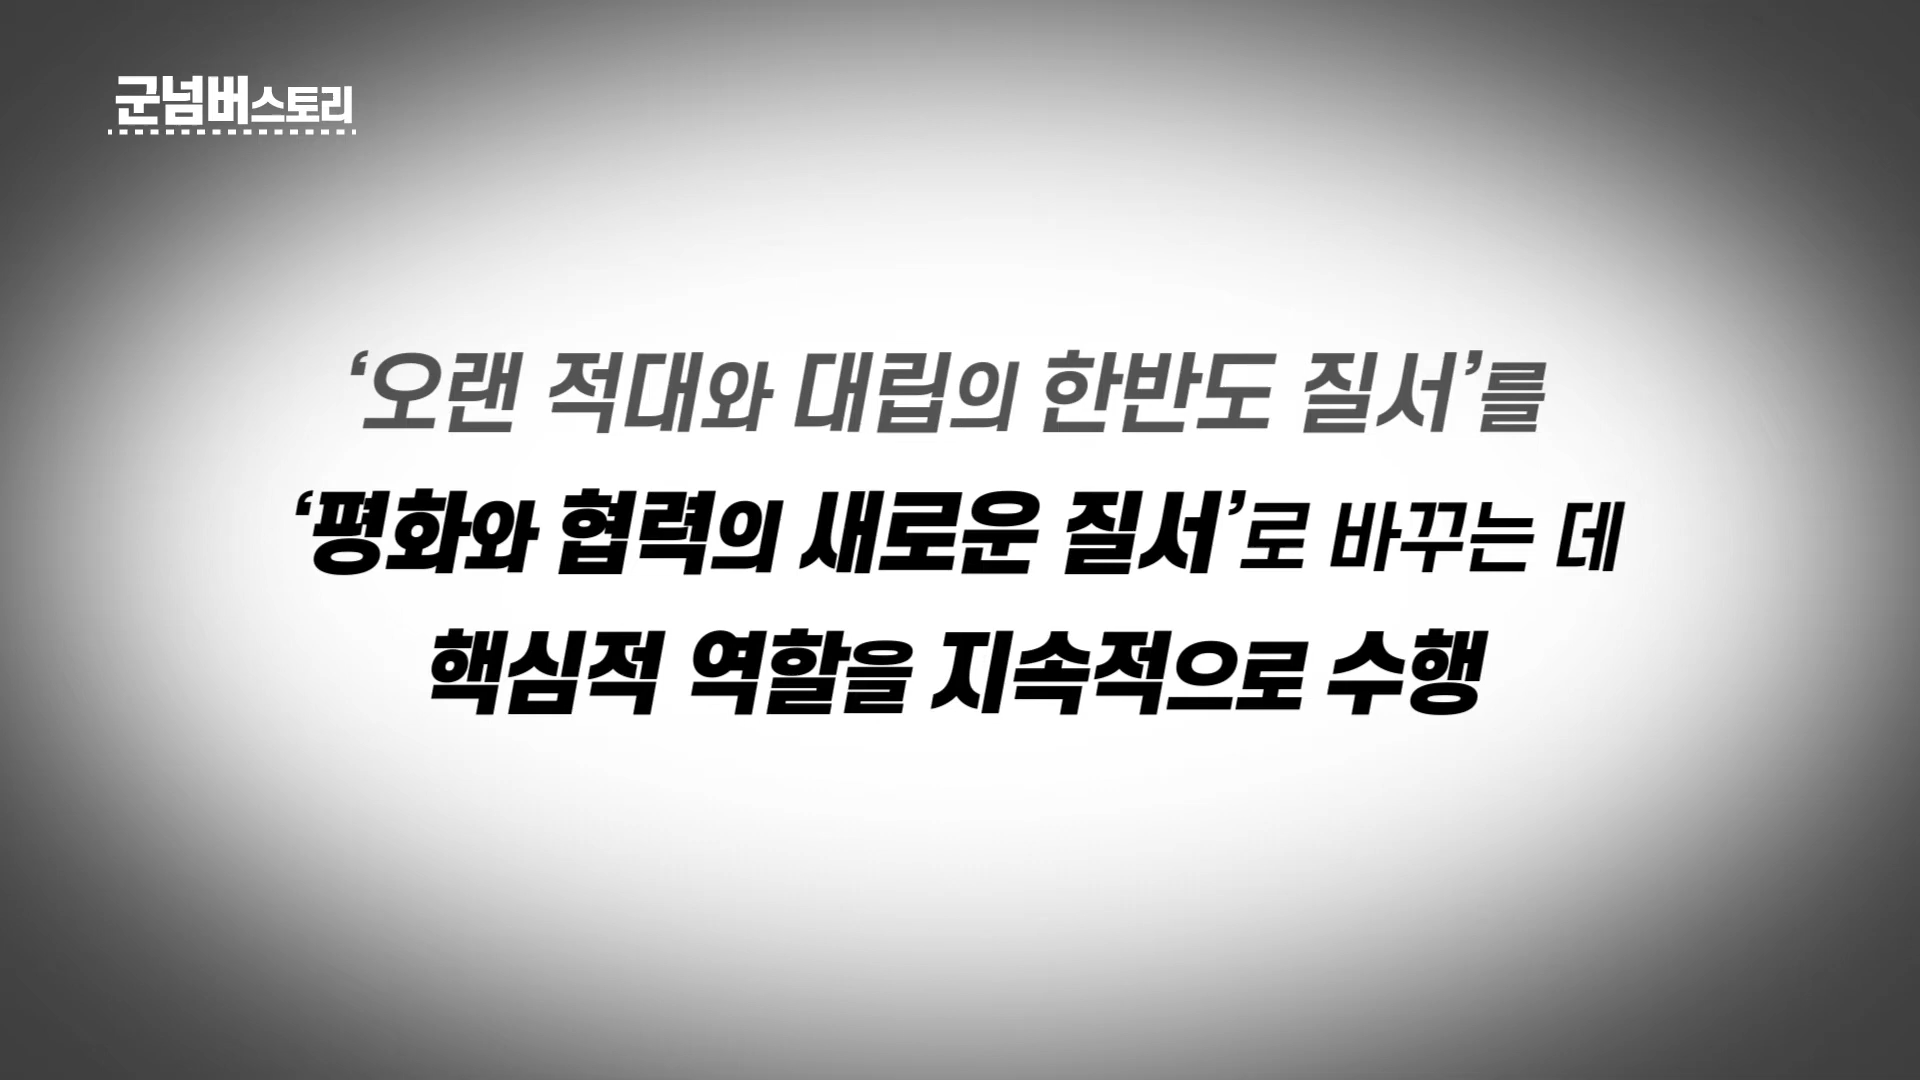 군넘버스토리
‘오랜 적대와 대립의 한반도 질서’를
‘평화와 협력의 새로운 질서’로 바꾸는 데
핵심적 역할을 지속적으로 수행